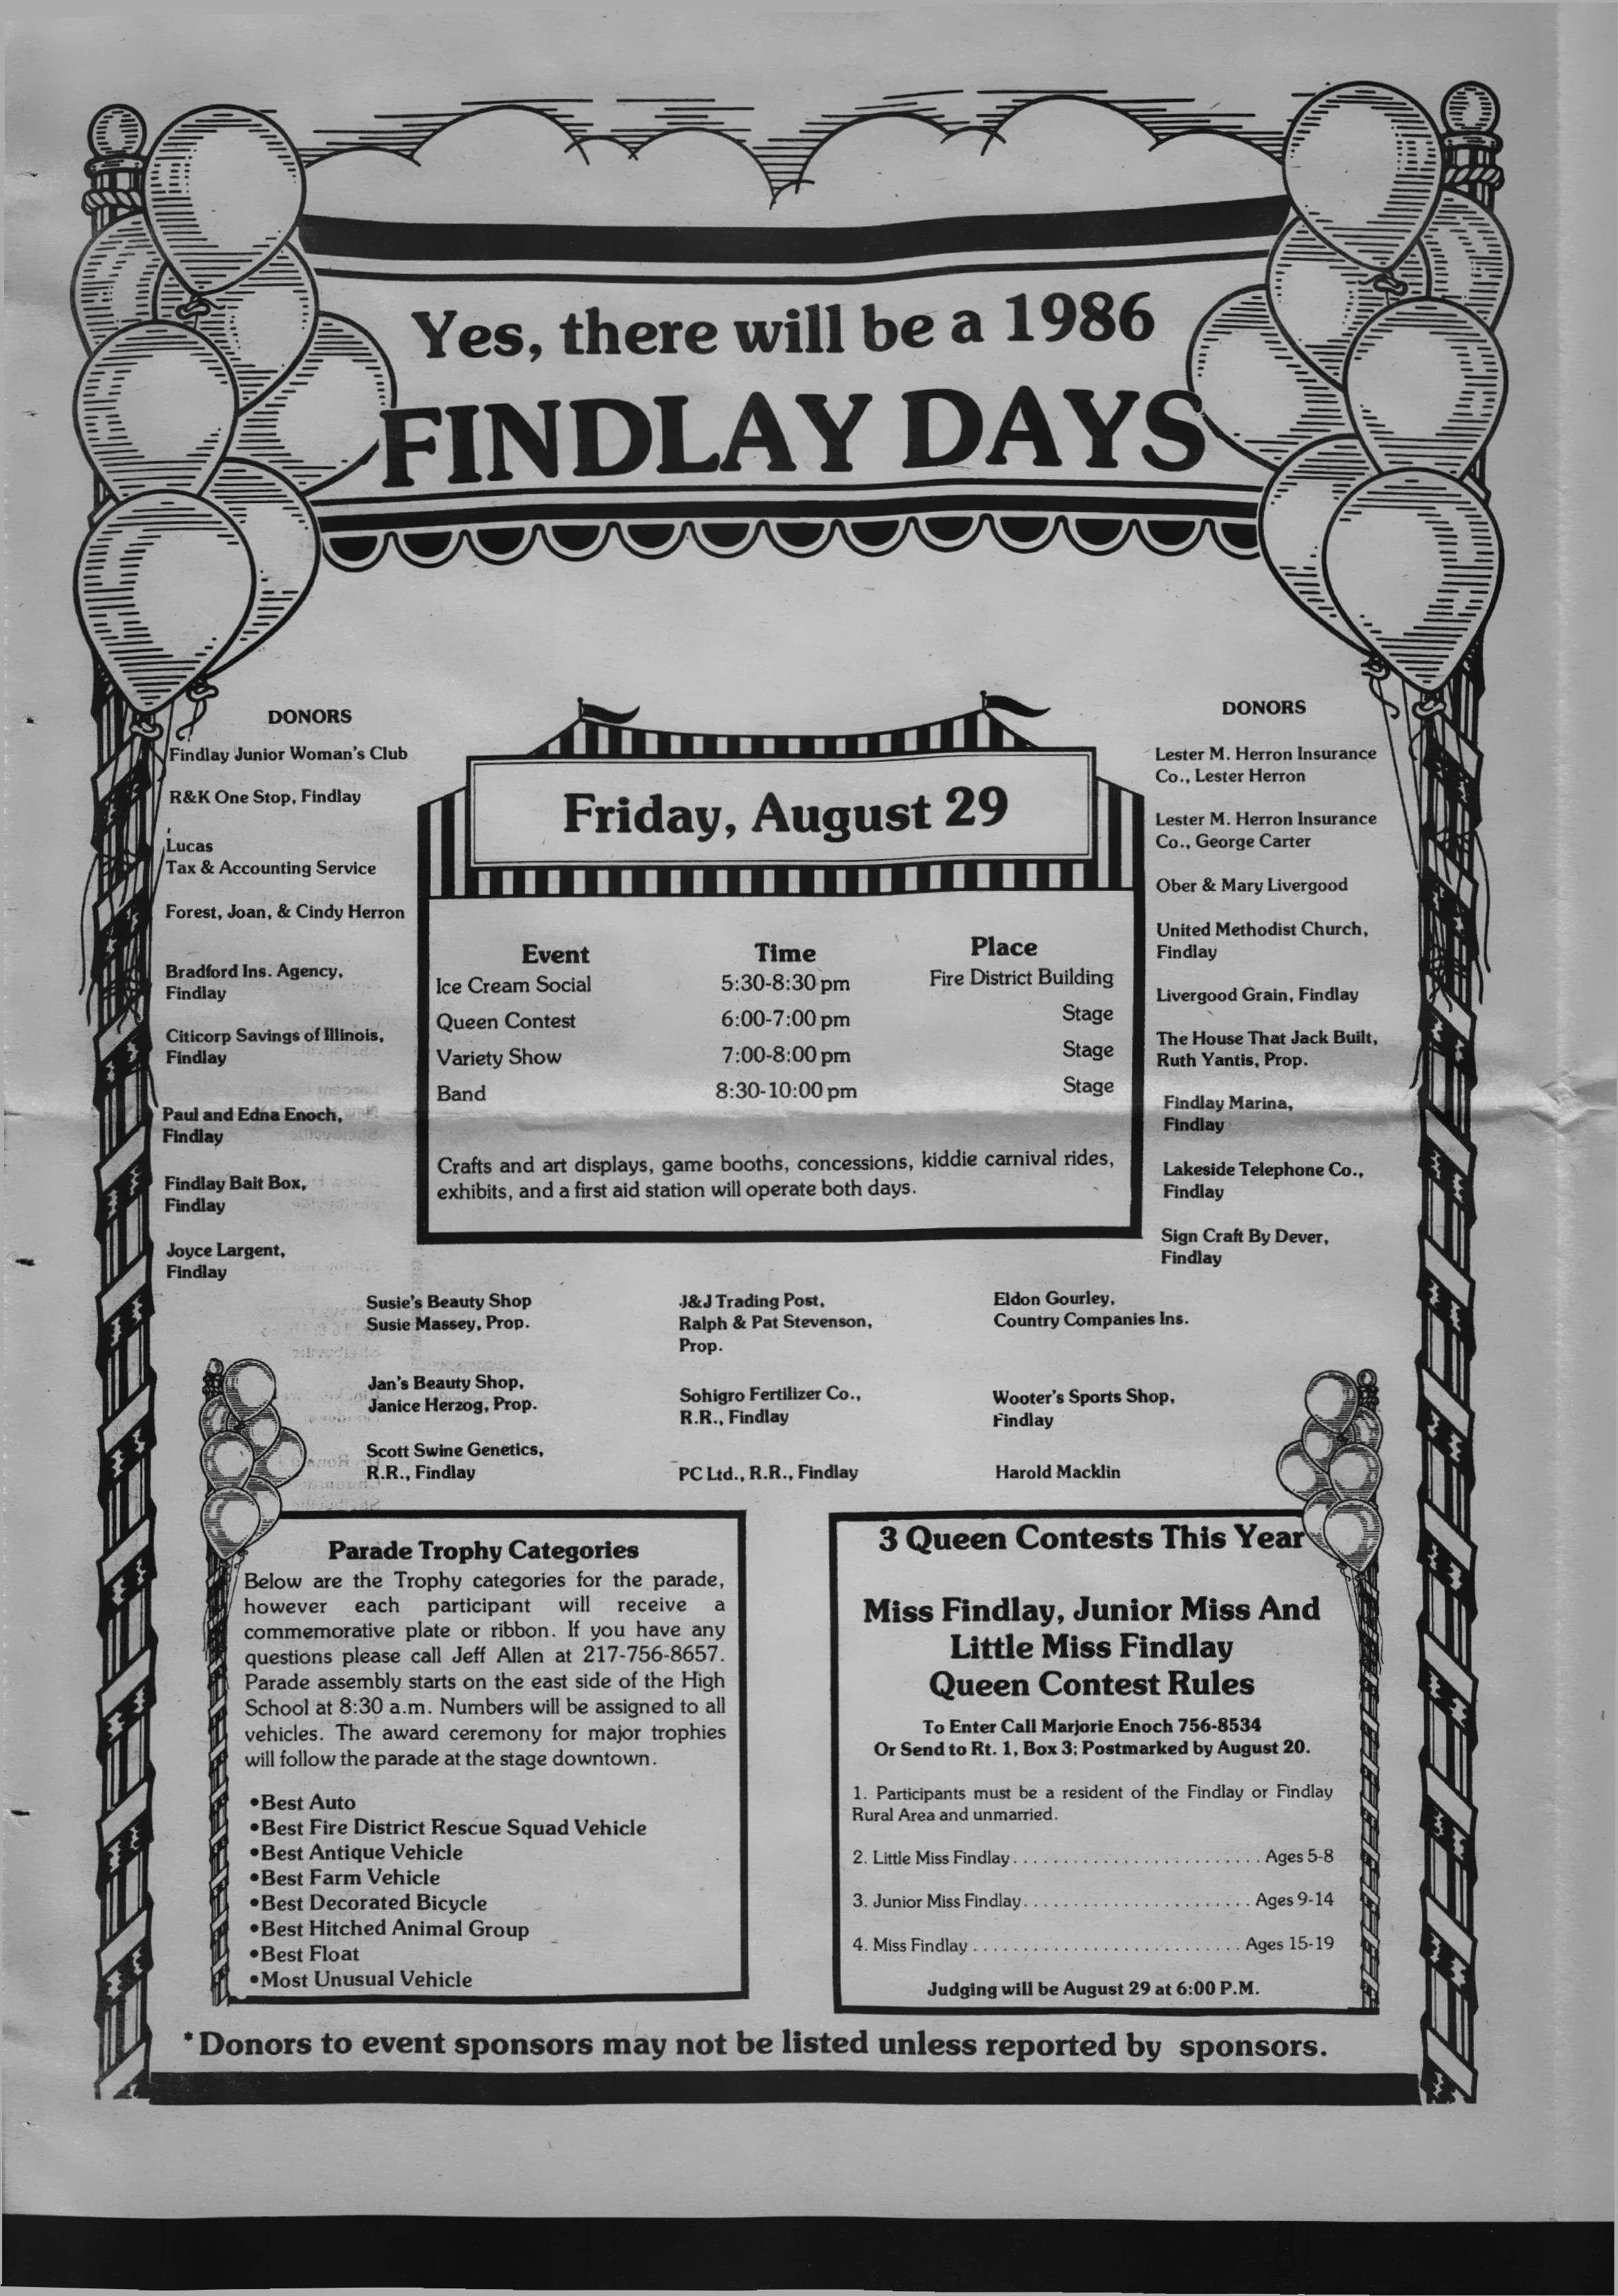 Yes, there will be a 1986
FINDLAY DAYS
DONORS
Findlay Junior Woman's Club
R&K One Stop, Findlay
Lucas
Tax & Accounting Service
Forest, Joan, & Cindy Herron
Bradford Ins. Agency,
Findlay
Citicorp Savings of Illinois,
Findlay
Paul and Edna Enoch,
Findlay
Findlay Bait Box,
Findlay
Joyce Largent,
Findlay
Friday, August 29
Event Time Place
Ice Cream Social 5:30-8:30 pm Fire District Building
Queen Contest 6:00-7:00 pm Stage
Variety Show 7:00-8:00 pm Stage
Band 8:30-10:00 pm Stage
Crafts and art displays, game booths, concessions, kiddie carnival rides,
exhibits, and a first aid station will operate both days.
DONORS
Lester M. Herron Insurance
Co., Lester Herron
Lester M. Herron Insurance
Co., George Carter
Ober & Mary Livergood
United Methodist Church,
Findlay
Livergood Grain, Findlay
The House That Jack Built,
Ruth Yantis, Prop.
Findlay Marina,
Findlay
Lakeside Telephone Co.,
Findlay
Sign Craft By Dever,
Findlay
Susie's Beauty Shop
Susie Massey, Prop.
Jan's Beauty Shop,
Janice Herzog, Prop.
Scott Swine Genetics,
R.R., Findlay
J&J Trading Post,
Ralph & Pat Stevenson,
Prop.
Sohigro Fertilizer Co.,
R.R., Findlay
PC Ltd., R.R., Findlay
Eldon Gourley,
Country Companies Ins.
Wooter's Sports Shop,
Findlay
Harold Macklin
Parade Trophy Categories
Below are the Trophy categories for the parade,
however each participant will receive a
commemorative plate or ribbon. If you have any
questions please call Jeff Allen at 217-756-8657.
Parade assembly starts on the east side of the High
School at 8:30 a.m. Numbers will be assigned to all
vehicles. The award ceremony for major trophies
will follow the parade at the stage downtown.
•Best Auto
•Best Fire District Rescue Squad Vehicle
•Best Antique Vehicle
•Best Farm Vehicle
•Best Decorated Bicycle
•Best Hitched Animal Group
•Best Float
•Most Unusual Vehicle
3 Queen Contests This Year
Miss Findlay, Junior Miss And
Little Miss Findlay
Queen Contest Rules
To Enter Call Marjorie Enoch 756-8534
Or Send to Rt. 1, Box 3; Postmarked by August 20.
1. Participants must be a resident of the Findlay or Findlay
Rural Area and unmarried.
2. Little Miss Findlay......................... Ages 5-8
3. Junior Miss Findlay....................... Ages 9-14
4. Miss Findlay........................... Ages 15-19
Judging will be August 29 at 6:00 P.M.
*Donors to event sponsors may not be listed unless reported by sponsors.